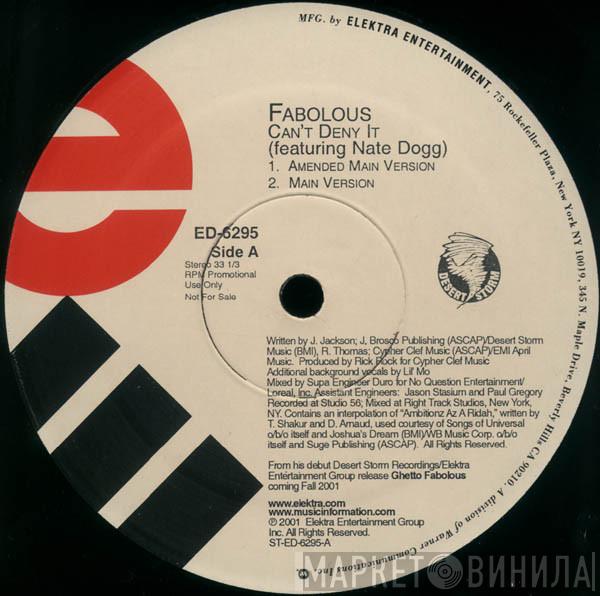 MFG. by ELEKTRA ENTERTAINMENT, 75 Rockefeller Plaza, New York NY 10019, 345 N. Maple Drive, Beverly Hills CA 90210. A division of Warner Communications Inc.
FABOLOUS
CAN'T DENY IT
(featuring Nate Dogg)
1. AMENDED MAIN VERSION
2. MAIN VERSION
ED-6295
Side A
Stereo 33 1/3
RPM Promotional
Use Only
Not For Sale
DESERT STORM
Written by J. Jackson; J, Brosco Publishing (ASCAP)/Desert Storm
Music (BMI), R. Thomas; Cypher Clef Music (ASCAP)/EMI April
Music. Produced by Rick Rock for Cypher Clef Music
Additional background vocals by Lil' Mo
Mixed by Supa Engineer Duro for No Question Entertainment/
Loreal, Inc. Assistant Engineers: Jason Stasium and Paul Gregory
Recorded at Studio 56; Mixed at Right Track Studios, New York,
NY. Contains an interpolation of "Ambitionz Az A Ridah," written by
T. Shakur and D. Arnaud, used courtesy of Songs of Universal
o/b/o itself and Joshua's Dream (BMI)/WB Music Corp. o/b/o
itself and Suge Publishing (ASCAP). All Rights Reserved.
From his debut Desert Storm Recordings/Elektra
Entertainment Group release Ghetto Fabolous
coming Fall 2001
www.elektra.com
www.musicinformation.com
℗ 2001 Elektra Entertainment Group
Inc. All Rights Reserved.
ST-ED-6295-A
МАРКЕТ ВИНИЛА